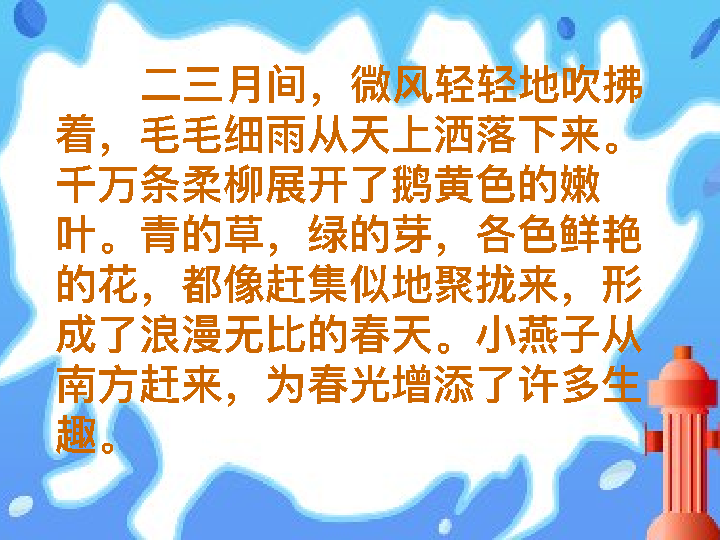 二三月间，微风轻轻地吹拂
着，毛毛细雨从天上洒落下来。
千万条柔柳展开了鹅黄色的嫩
叶。青的草，绿的芽，各色鲜艳
的花，都像赶集似地聚拢来，形
成了浪漫无比的春天。小燕子从
南方赶来，为春光增添了许多生
趣。